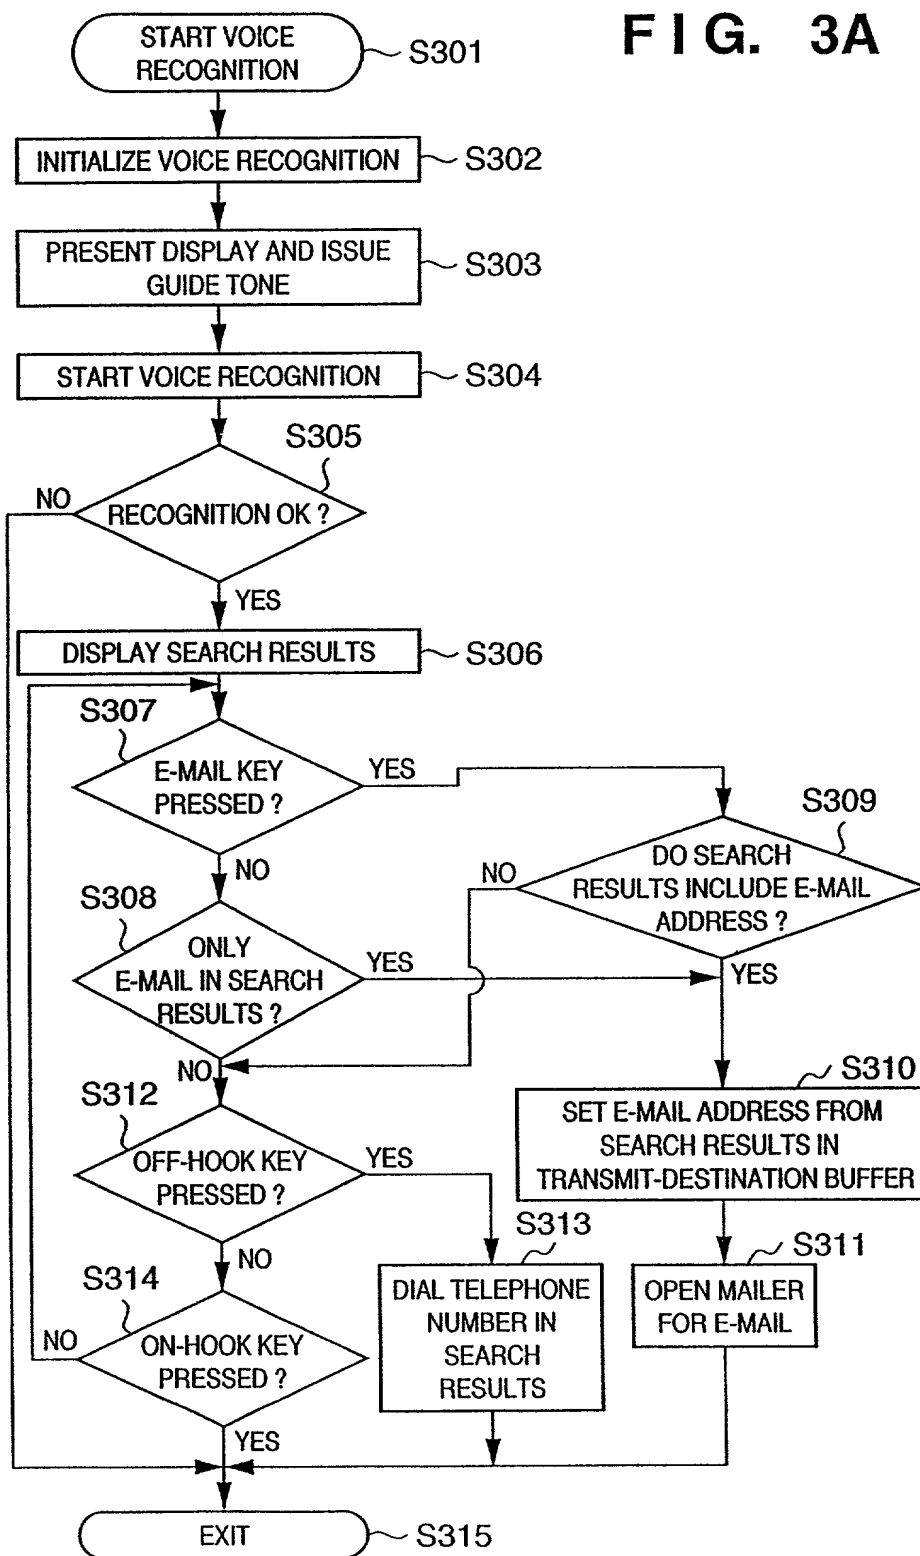 FIG. 3A
START VOICE
RECOGNITION
S301
INITIALIZE VOICE RECOGNITION
S302
PRESENT DISPLAY AND ISSUE
GUIDE TONE
S303
START VOICE RECOGNITION
S304
S305
NO
RECOGNITION OK ?
YES
DISPLAY SEARCH RESULTS
S306
S307
E-MAIL KEY
PRESSED ?
YES
NO
S309
DO SEARCH
RESULTS INCLUDE E-MAIL
ADDRESS ?
NO
YES
S308
ONLY
E-MAIL IN SEARCH
RESULTS ?
YES
NO
S310
SET E-MAIL ADDRESS FROM
SEARCH RESULTS IN
TRANSMIT-DESTINATION BUFFER
S312
OFF-HOOK KEY
PRESSED ?
YES
NO
S313
DIAL TELEPHONE
NUMBER IN
SEARCH
RESULTS
S311
OPEN MAILER
FOR E-MAIL
S314
NO
ON-HOOK KEY
PRESSED ?
YES
EXIT
S315